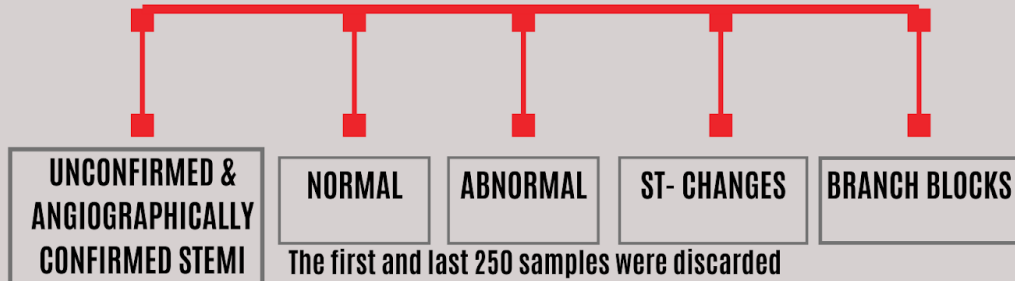 UNCONFIRMED &
ANGIOGRAPHICALLY
CONFIRMED STEMI
NORMAL
ABNORMAL
ST- CHANGES
BRANCH BLOCKS
The first and last 250 samples were discarded